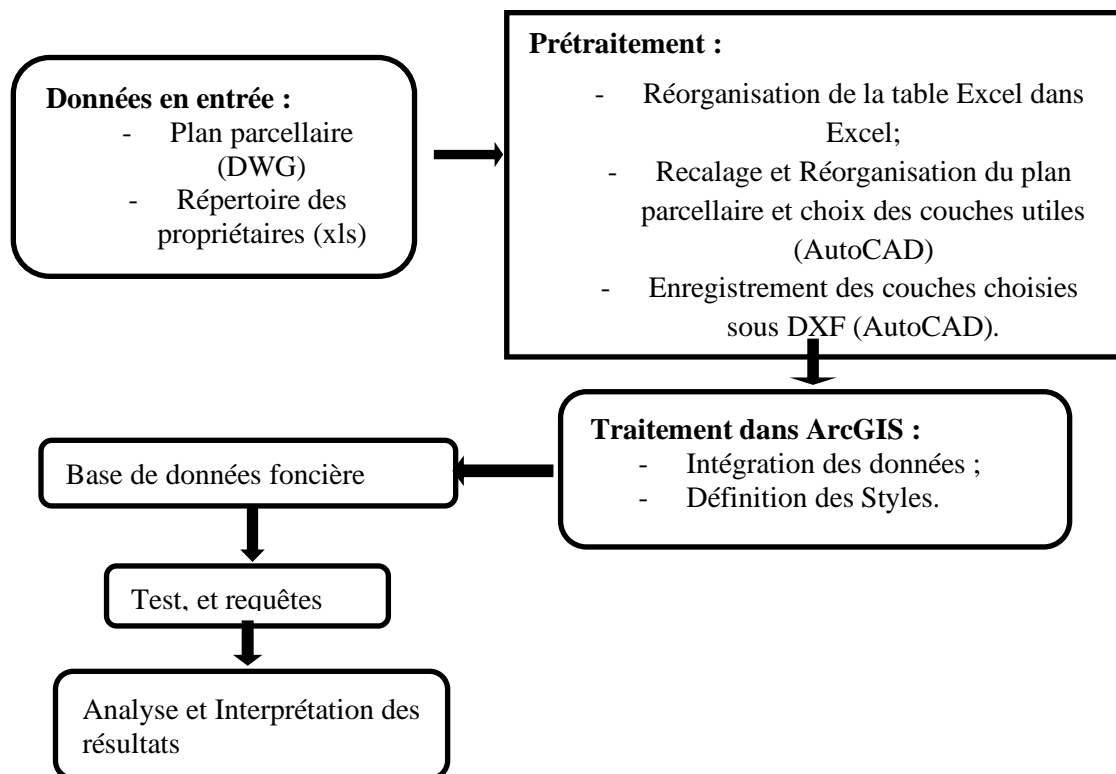 Données en entrée :
- Plan parcellaire
(DWG)
- Répertoire des
propriétaires (xls)
Prétraitement :
- Réorganisation de la table Excel dans
Excel;
- Recalage et Réorganisation du plan
parcellaire et choix des couches utiles
(AutoCAD)
- Enregistrement des couches choisies
sous DXF (AutoCAD).
Traitement dans ArcGIS :
- Intégration des données ;
- Définition des Styles.
Base de données foncière
Test, et requêtes
Analyse et Interprétation des
résultats